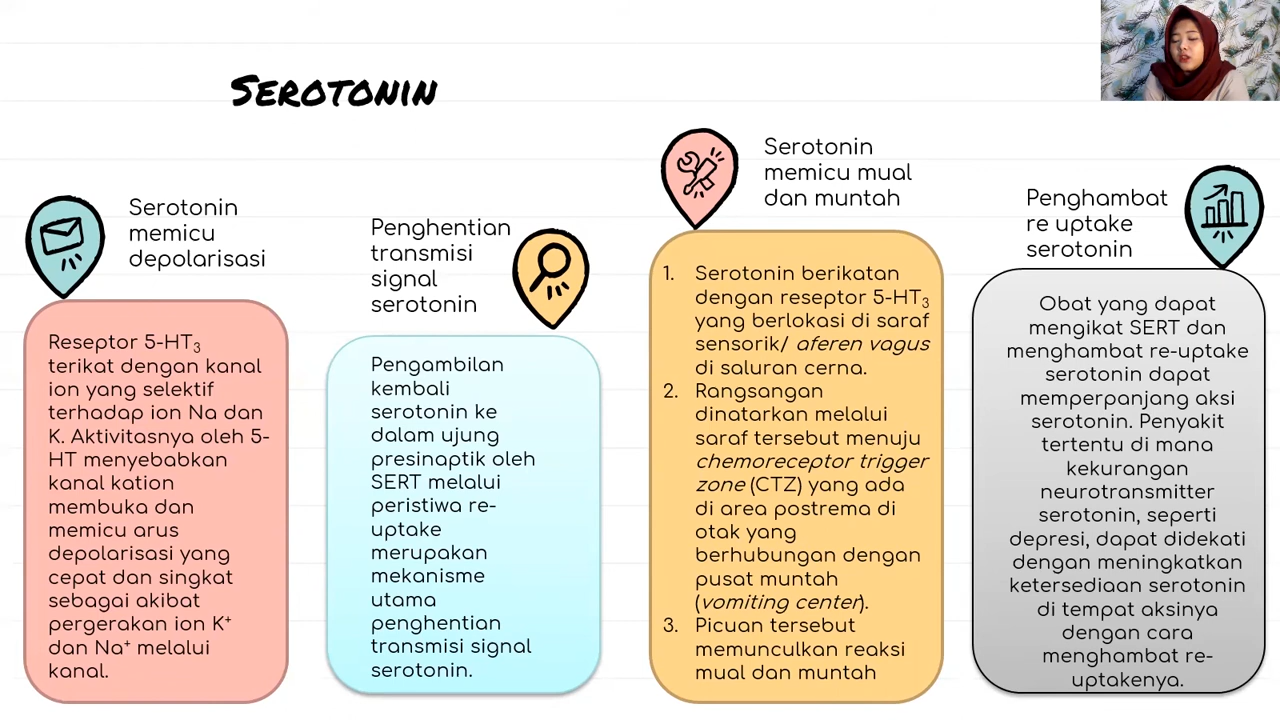 SEROTONIN
Serotonin
memicu
depolarisasi
Reseptor 5-HT₃
terikat dengan kanal
ion yang selektif
terhadap ion Na dan
K. Aktivitasnya oleh 5-
HT menyebabkan
kanal kation
membuka dan
memicu arus
depolarisasi yang
cepat dan singkat
sebagai akibat
pergerakan ion K⁺
dan Na⁺ melalui
kanal.
Penghentian
transmisi
signal
serotonin
Pengambilan
kembali
serotonin ke
dalam ujung
presinaptik oleh
SERT melalui
peristiwa re-
uptake
merupakan
mekanisme
utama
penghentian
transmisi signal
serotonin.
Serotonin
memicu mual
dan muntah
1. Serotonin berikatan
dengan reseptor 5-HT₃
yang berlokasi di saraf
sensorik/ aferen vagus
di saluran cerna.
2. Rangsangan
dinatarkan melalui
saraf tersebut menuju
chemoreceptor trigger
zone (CTZ) yang ada
di area postrema di
otak yang
berhubungan dengan
pusat muntah
(vomiting center).
3. Picuan tersebut
memunculkan reaksi
mual dan muntah
Penghambat
re uptake
serotonin
Obat yang dapat
mengikat SERT dan
menghambat re-uptake
serotonin dapat
memperpanjang aksi
serotonin. Penyakit
tertentu di mana
kekurangan
neurotransmitter
serotonin, seperti
depresi, dapat didekati
dengan meningkatkan
ketersediaan serotonin
di tempat aksinya
dengan cara
menghambat re-
uptakenya.